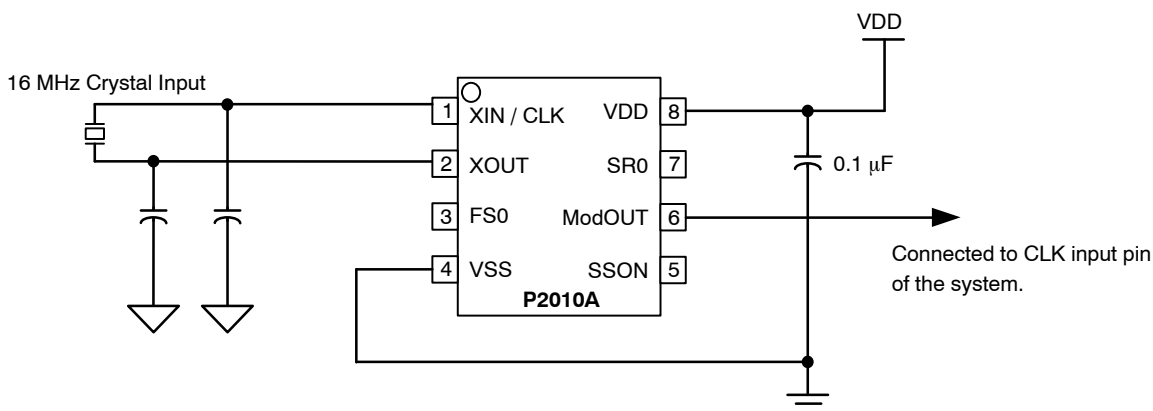 VDD
16 MHz Crystal Input
1 XIN / CLK
VDD 8
2 XOUT
SR0 7
0.1 μF
3 FS0
ModOUT 6
4 VSS
SSON 5
P2010A
Connected to CLK input pin
of the system.